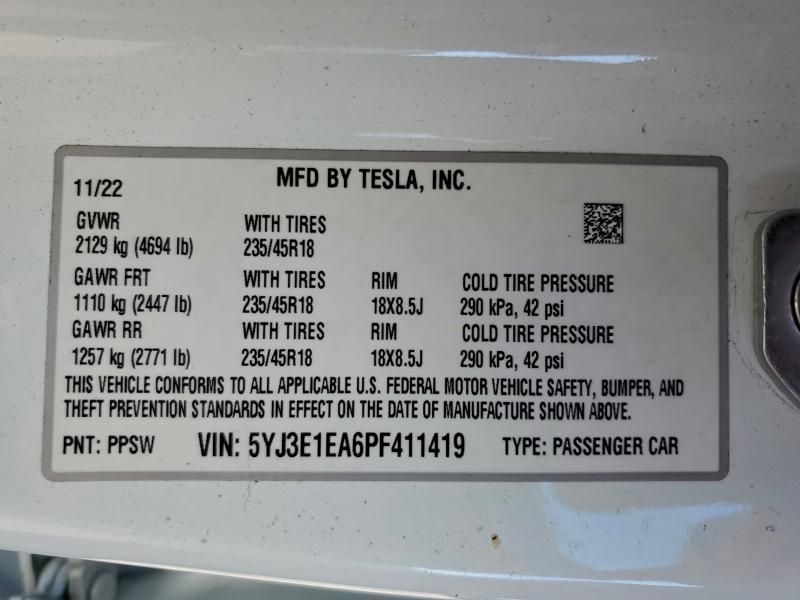 11/22 MFD BY TESLA, INC.
GVWR WITH TIRES
2129 kg (4694 lb) 235/45R18
GAWR FRT WITH TIRES RIM COLD TIRE PRESSURE
1110 kg (2447 lb) 235/45R18 18X8.5J 290 kPa, 42 psi
GAWR RR WITH TIRES RIM COLD TIRE PRESSURE
1257 kg (2771 lb) 235/45R18 18X8.5J 290 kPa, 42 psi
THIS VEHICLE CONFORMS TO ALL APPLICABLE U.S. FEDERAL MOTOR VEHICLE SAFETY, BUMPER, AND
THEFT PREVENTION STANDARDS IN EFFECT ON THE DATE OF MANUFACTURE SHOWN ABOVE.
PNT: PPSW VIN: 5YJ3E1EA6PF411419 TYPE: PASSENGER CAR